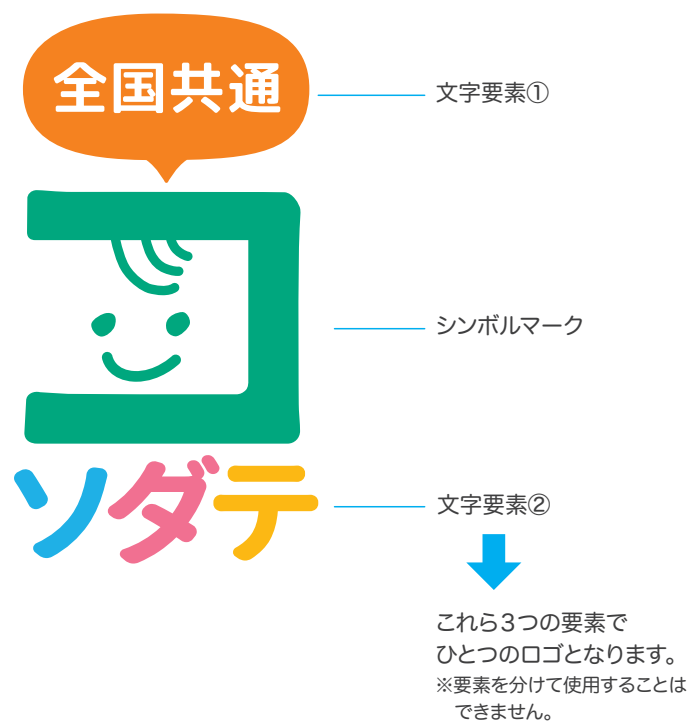 全国共通
文字要素①
コ
シンボルマーク
ソダテ
文字要素②
これら3つの要素で
ひとつのロゴとなります。
※要素を分けて使用することは
できません。